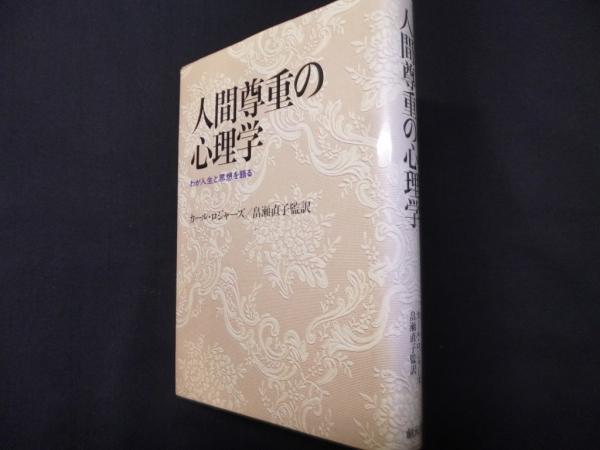 人間尊重の
心理学
わが人生と思想を語る
カール・ロジャーズ/畠瀬直子監訳
人間尊重の心理学
畠瀬直子監訳